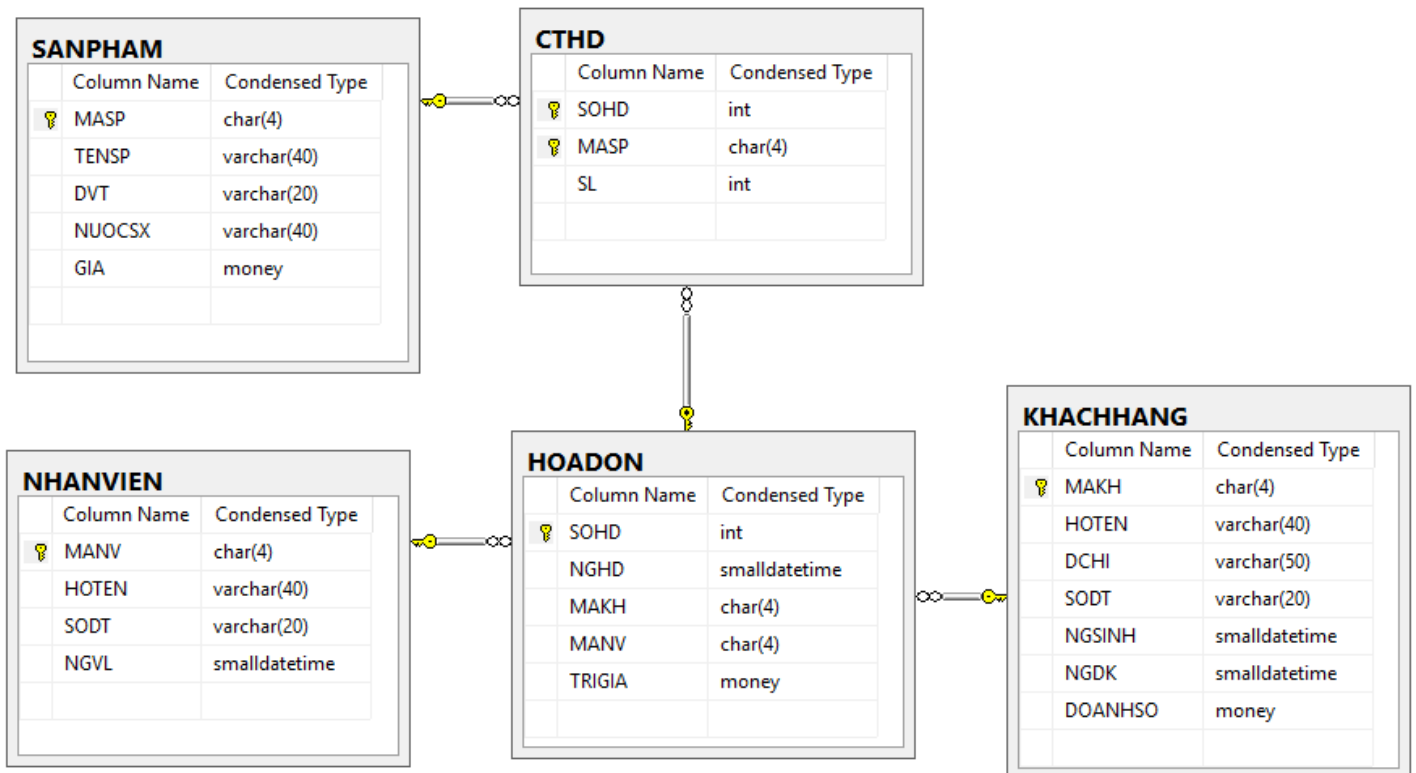 SANPHAM
Column Name Condensed Type
MASP char(4)
TENSP varchar(40)
DVT varchar(20)
NUOCSX varchar(40)
GIA money
CTHD
Column Name Condensed Type
SOHD int
MASP char(4)
SL int
NHANVIEN
Column Name Condensed Type
MANV char(4)
HOTEN varchar(40)
SODT varchar(20)
NGVL smalldatetime
HOADON
Column Name Condensed Type
SOHD int
NGHD smalldatetime
MAKH char(4)
MANV char(4)
TRIGIA money
KHACHHANG
Column Name Condensed Type
MAKH char(4)
HOTEN varchar(40)
DCHI varchar(50)
SODT varchar(20)
NGSINH smalldatetime
NGDK smalldatetime
DOANHSO money